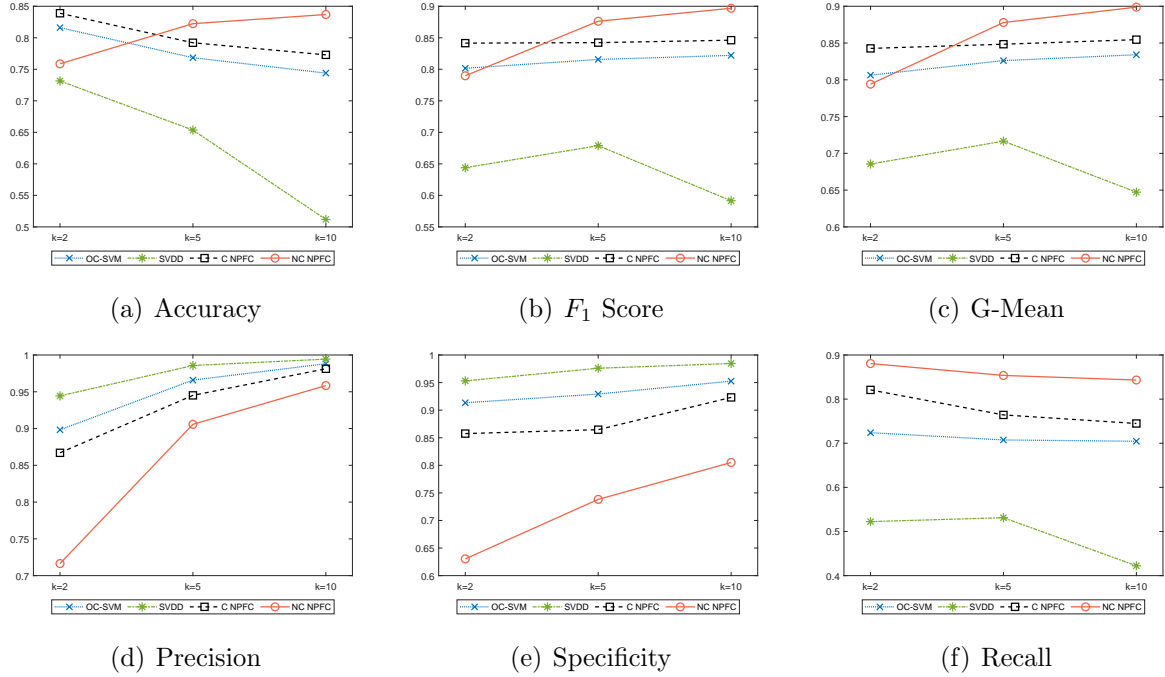 0.85
0.8
0.75
0.7
0.65
0.6
0.55
0.5
k=2 k=5 k=10
OC-SVM SVDD C NPFC NC NPFC
(a) Accuracy
0.9
0.85
0.8
0.75
0.7
0.65
0.6
0.55
k=2 k=5 k=10
OC-SVM SVDD C NPFC NC NPFC
(b) F1 Score
0.9
0.85
0.8
0.75
0.7
0.65
0.6
k=2 k=5 k=10
OC-SVM SVDD C NPFC NC NPFC
(c) G-Mean
1
0.95
0.9
0.85
0.8
0.75
0.7
k=2 k=5 k=10
OC-SVM SVDD C NPFC NC NPFC
(d) Precision
1
0.95
0.9
0.85
0.8
0.75
0.7
0.65
0.6
k=2 k=5 k=10
OC-SVM SVDD C NPFC NC NPFC
(e) Specificity
0.9
0.8
0.7
0.6
0.5
0.4
k=2 k=5 k=10
OC-SVM SVDD C NPFC NC NPFC
(f) Recall